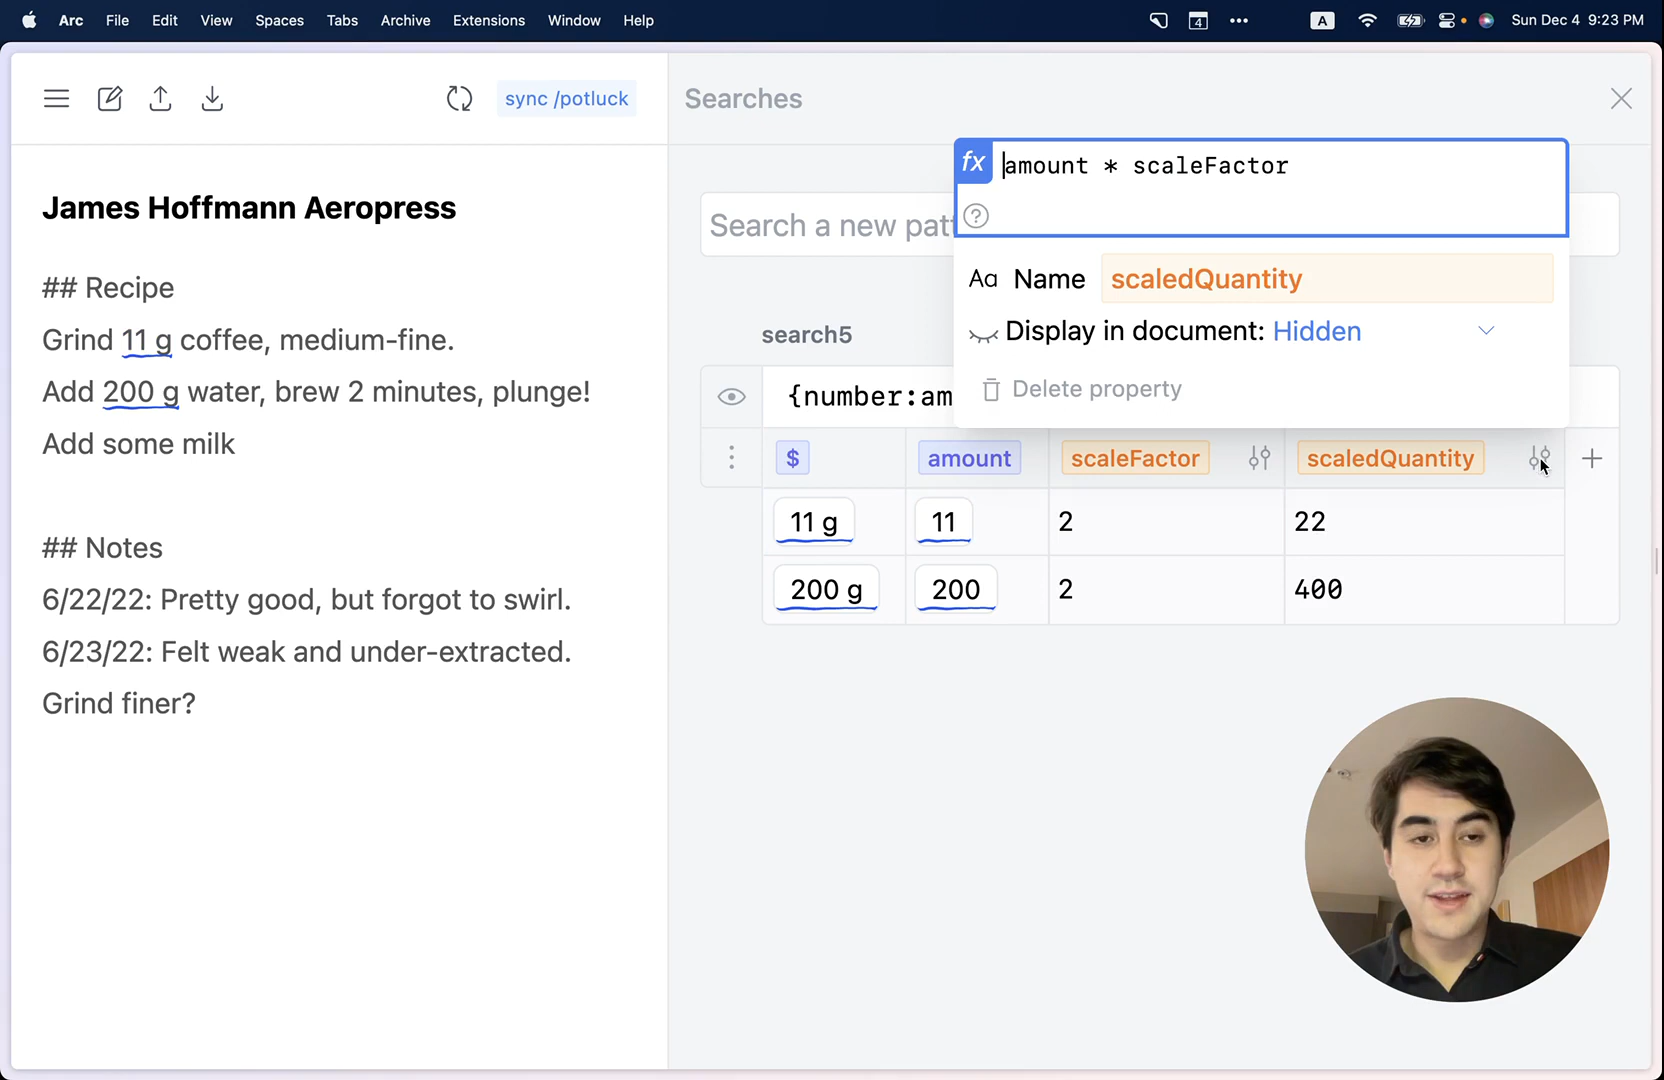 Arc File Edit View Spaces Tabs Archive Extensions Window Help 4 A Sun Dec 4 9:23 PM
sync /potluck
James Hoffmann Aeropress
## Recipe
Grind 11 g coffee, medium-fine.
Add 200 g water, brew 2 minutes, plunge!
Add some milk
## Notes
6/22/22: Pretty good, but forgot to swirl.
6/23/22: Felt weak and under-extracted.
Grind finer?
Searches
Search a new pat
fx amount * scaleFactor
?
Aa Name scaledQuantity
Display in document: Hidden
Delete property
search5
{number:am
$ amount scaleFactor scaledQuantity +
11 g 11 2 22
200 g 200 2 400